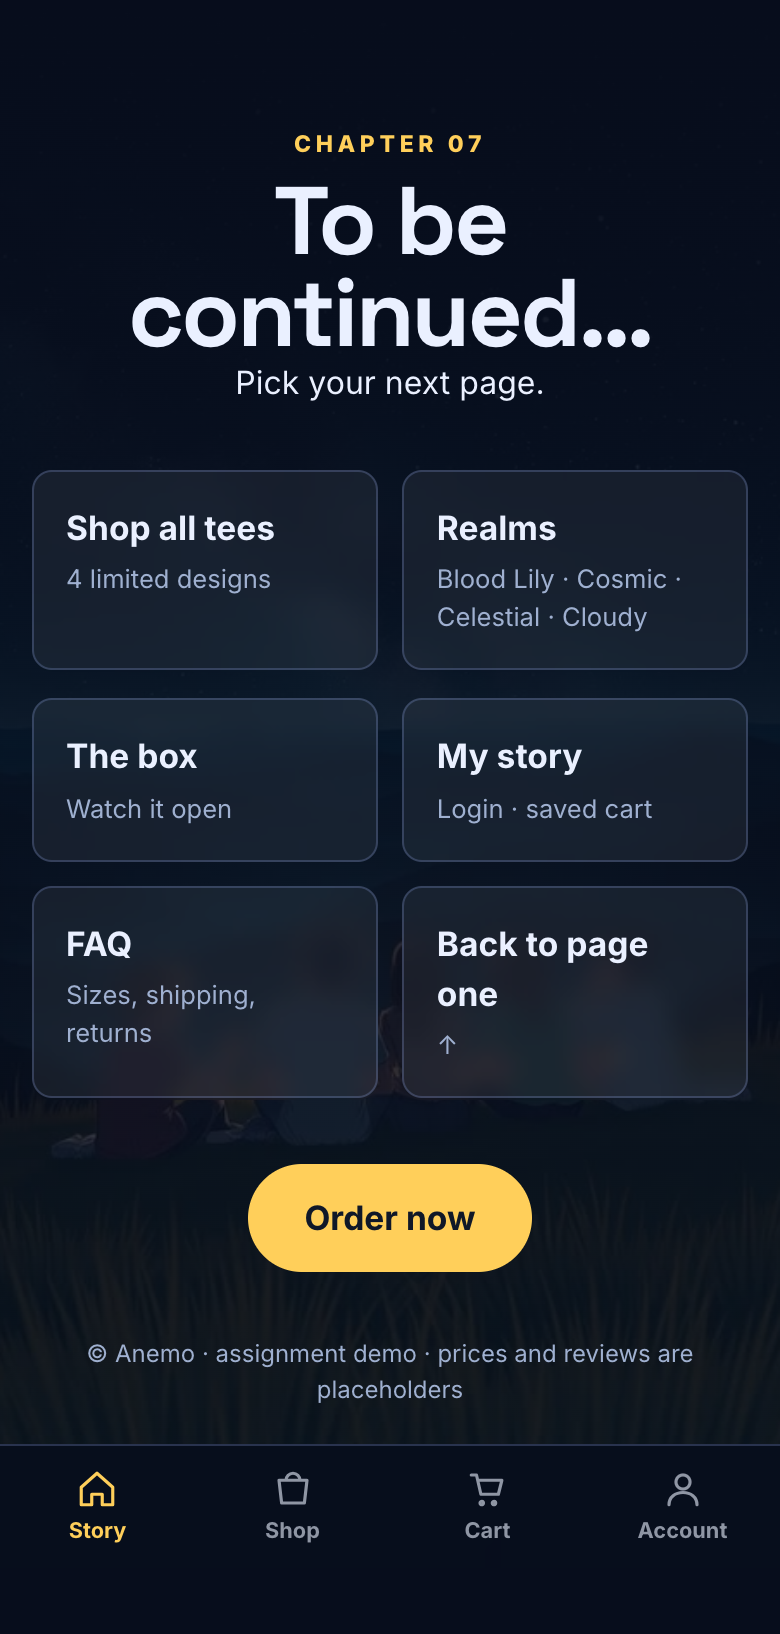 CHAPTER 07
To be
continued...
Pick your next page.
Shop all tees
4 limited designs
Realms
Blood Lily · Cosmic ·
Celestial · Cloudy
The box
Watch it open
My story
Login · saved cart
FAQ
Sizes, shipping,
returns
Back to page
one
↑
Order now
© Anemo · assignment demo · prices and reviews are
placeholders
Story
Shop
Cart
Account